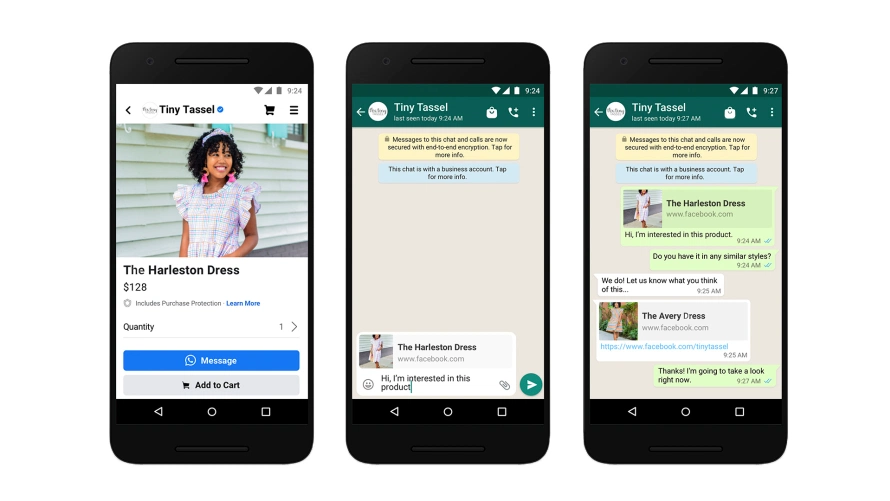 9:24
Tiny Tassel
The Harleston Dress
$128
Includes Purchase Protection · Learn More
Quantity 1
Message
Add to Cart
9:24
Tiny Tassel
last seen today 9:24 AM
Messages to this chat and calls are now
secured with end-to-end encryption. Tap for
more info.
This chat is with a business account. Tap
for more info.
The Harleston Dress
www.facebook.com
Hi, I'm interested in this
product
9:27
Tiny Tassel
last seen today 9:27 AM
Messages to this chat and calls are now
secured with end-to-end encryption. Tap for
more info.
This chat is with a business account. Tap
for more info.
The Harleston Dress
www.facebook.com
Hi, I'm interested in this product.
9:24 AM
Do you have it in any similar styles?
9:24 AM
We do! Let us know what you think
of this...
9:25 AM
The Avery Dress
www.facebook.com
https://www.facebook.com/tinytassel
9:25 AM
Thanks! I'm going to take a look
right now.
9:27 AM